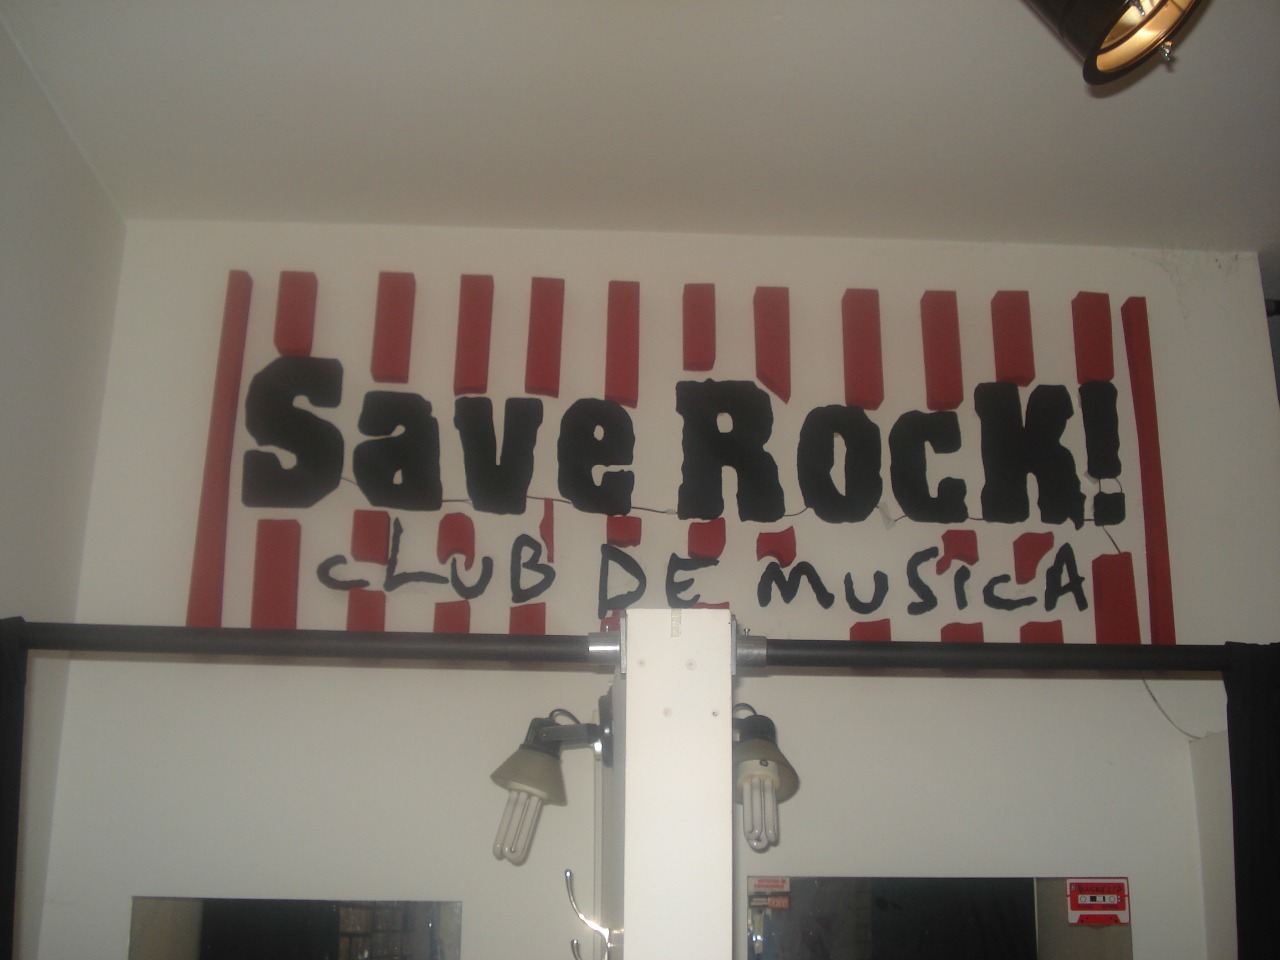 Save Rock!
CLUB DE MUSICA